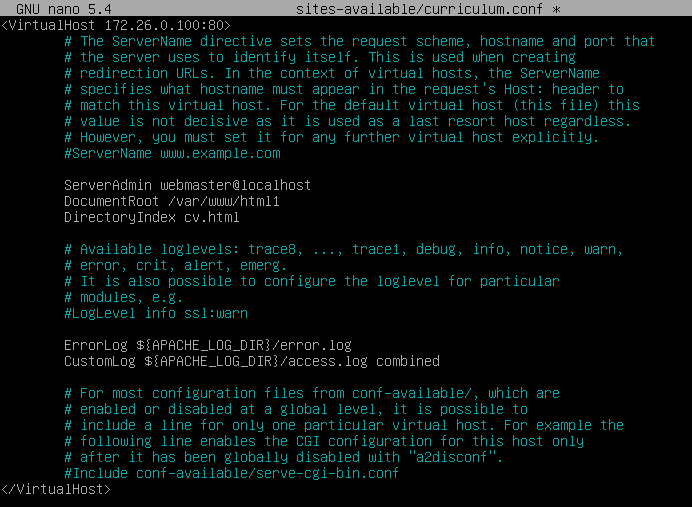 GNU nano 5.4 sites-available/curriculum.conf *
<VirtualHost 172.26.0.100:80>
# The ServerName directive sets the request scheme, hostname and port that
# the server uses to identify itself. This is used when creating
# redirection URLs. In the context of virtual hosts, the ServerName
# specifies what hostname must appear in the request's Host: header to
# match this virtual host. For the default virtual host (this file) this
# value is not decisive as it is used as a last resort host regardless.
# However, you must set it for any further virtual host explicitly.
#ServerName www.example.com
ServerAdmin webmaster@localhost
DocumentRoot /var/www/html1
DirectoryIndex cv.html
# Available loglevels: trace8, ..., trace1, debug, info, notice, warn,
# error, crit, alert, emerg.
# It is also possible to configure the loglevel for particular
# modules, e.g.
#LogLevel info ssl:warn
ErrorLog ${APACHE_LOG_DIR}/error.log
CustomLog ${APACHE_LOG_DIR}/access.log combined
# For most configuration files from conf-available/, which are
# enabled or disabled at a global level, it is possible to
# include a line for only one particular virtual host. For example the
# following line enables the CGI configuration for this host only
# after it has been globally disabled with "a2disconf".
#Include conf-available/serve-cgi-bin.conf
</VirtualHost>